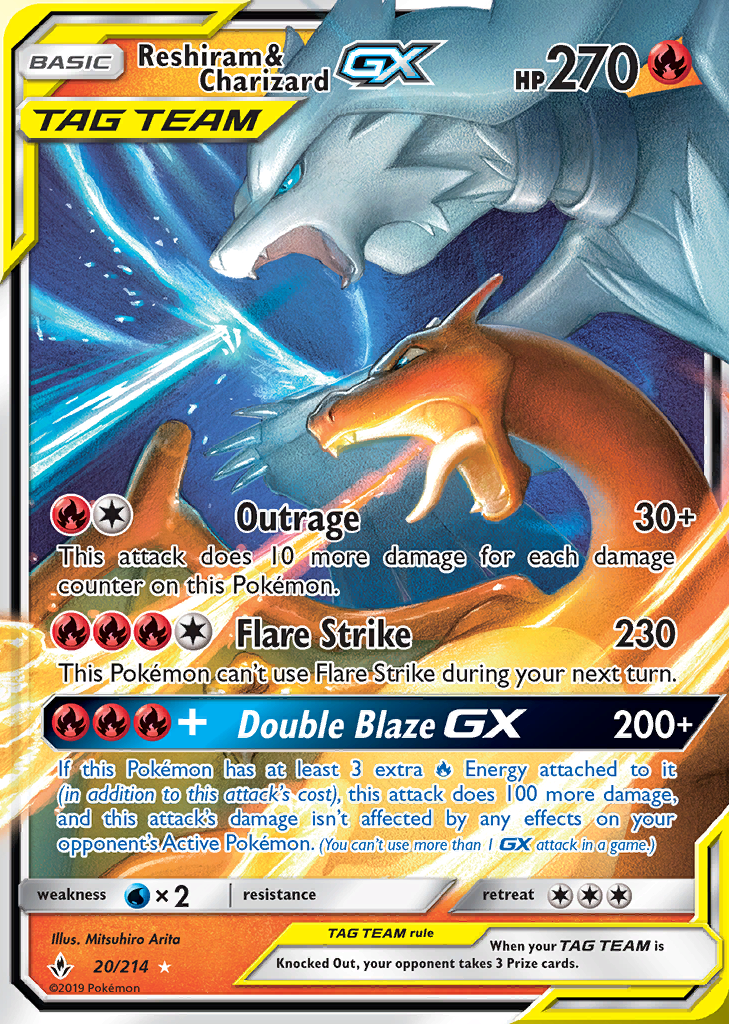 BASIC
Reshiram&
Charizard GX
HP270
TAG TEAM
Outrage 30+
This attack does 10 more damage for each damage
counter on this Pokémon.
Flare Strike 230
This Pokémon can't use Flare Strike during your next turn.
+ Double Blaze GX 200+
If this Pokémon has at least 3 extra Energy attached to it
(in addition to this attack's cost), this attack does 100 more damage,
and this attack's damage isn't affected by any effects on your
opponent's Active Pokémon. (You can't use more than 1 GX attack in a game.)
weakness ×2 resistance retreat
Illus. Mitsuhiro Arita
20/214
©2019 Pokémon
TAG TEAM rule
When your TAG TEAM is
Knocked Out, your opponent takes 3 Prize cards.